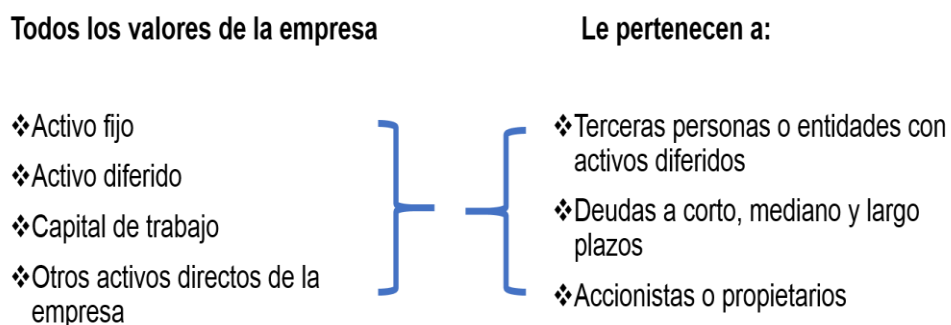 Todos los valores de la empresa
❖Activo fijo
❖Activo diferido
❖Capital de trabajo
❖Otros activos directos de la
empresa
Le pertenecen a:
❖Terceras personas o entidades con
activos diferidos
❖Deudas a corto, mediano y largo
plazos
❖Accionistas o propietarios